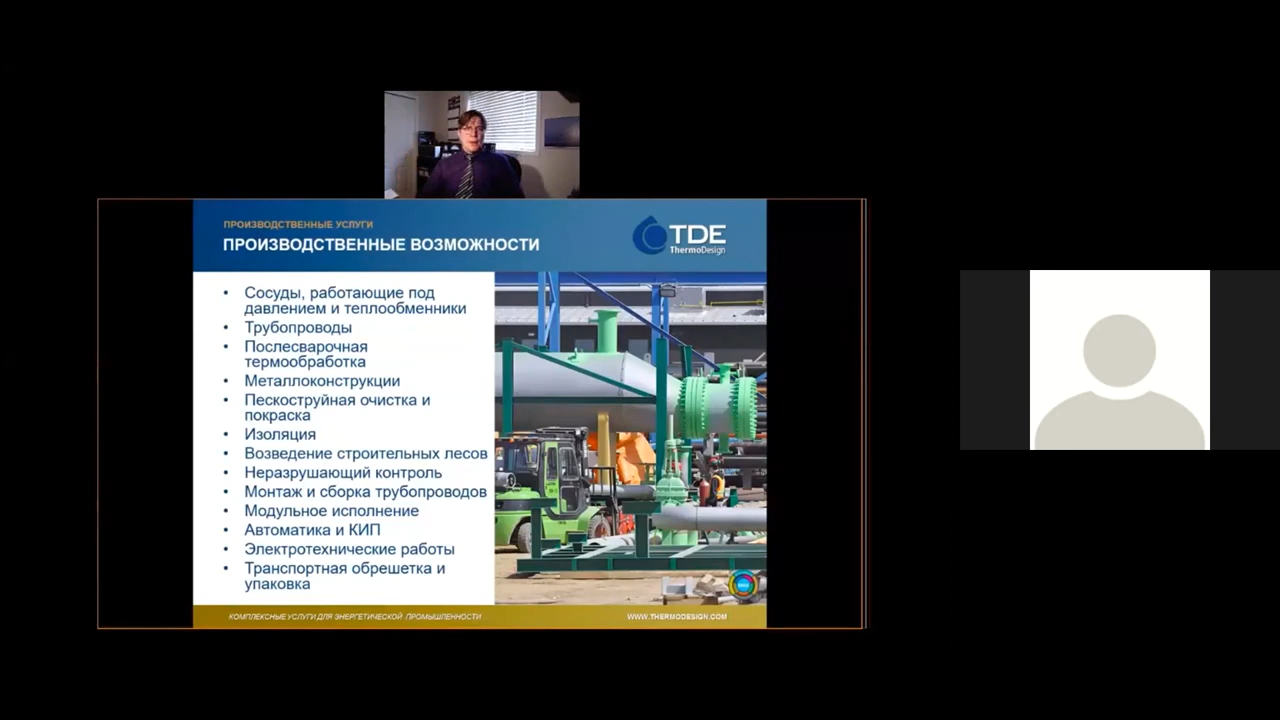 ПРОИЗВОДСТВЕННЫЕ УСЛУГИ
ПРОИЗВОДСТВЕННЫЕ ВОЗМОЖНОСТИ
TDE
ThermoDesign
• Сосуды, работающие под
давлением и теплообменники
• Трубопроводы
• Послесварочная
термообработка
• Металлоконструкции
• Пескоструйная очистка и
покраска
• Изоляция
• Возведение строительных лесов
• Неразрушающий контроль
• Монтаж и сборка трубопроводов
• Модульное исполнение
• Автоматика и КИП
• Электротехнические работы
• Транспортная обрешетка и
упаковка
КОМПЛЕКСНЫЕ УСЛУГИ ДЛЯ ЭНЕРГЕТИЧЕСКОЙ ПРОМЫШЛЕННОСТИ
WWW.THERMODESIGN.COM